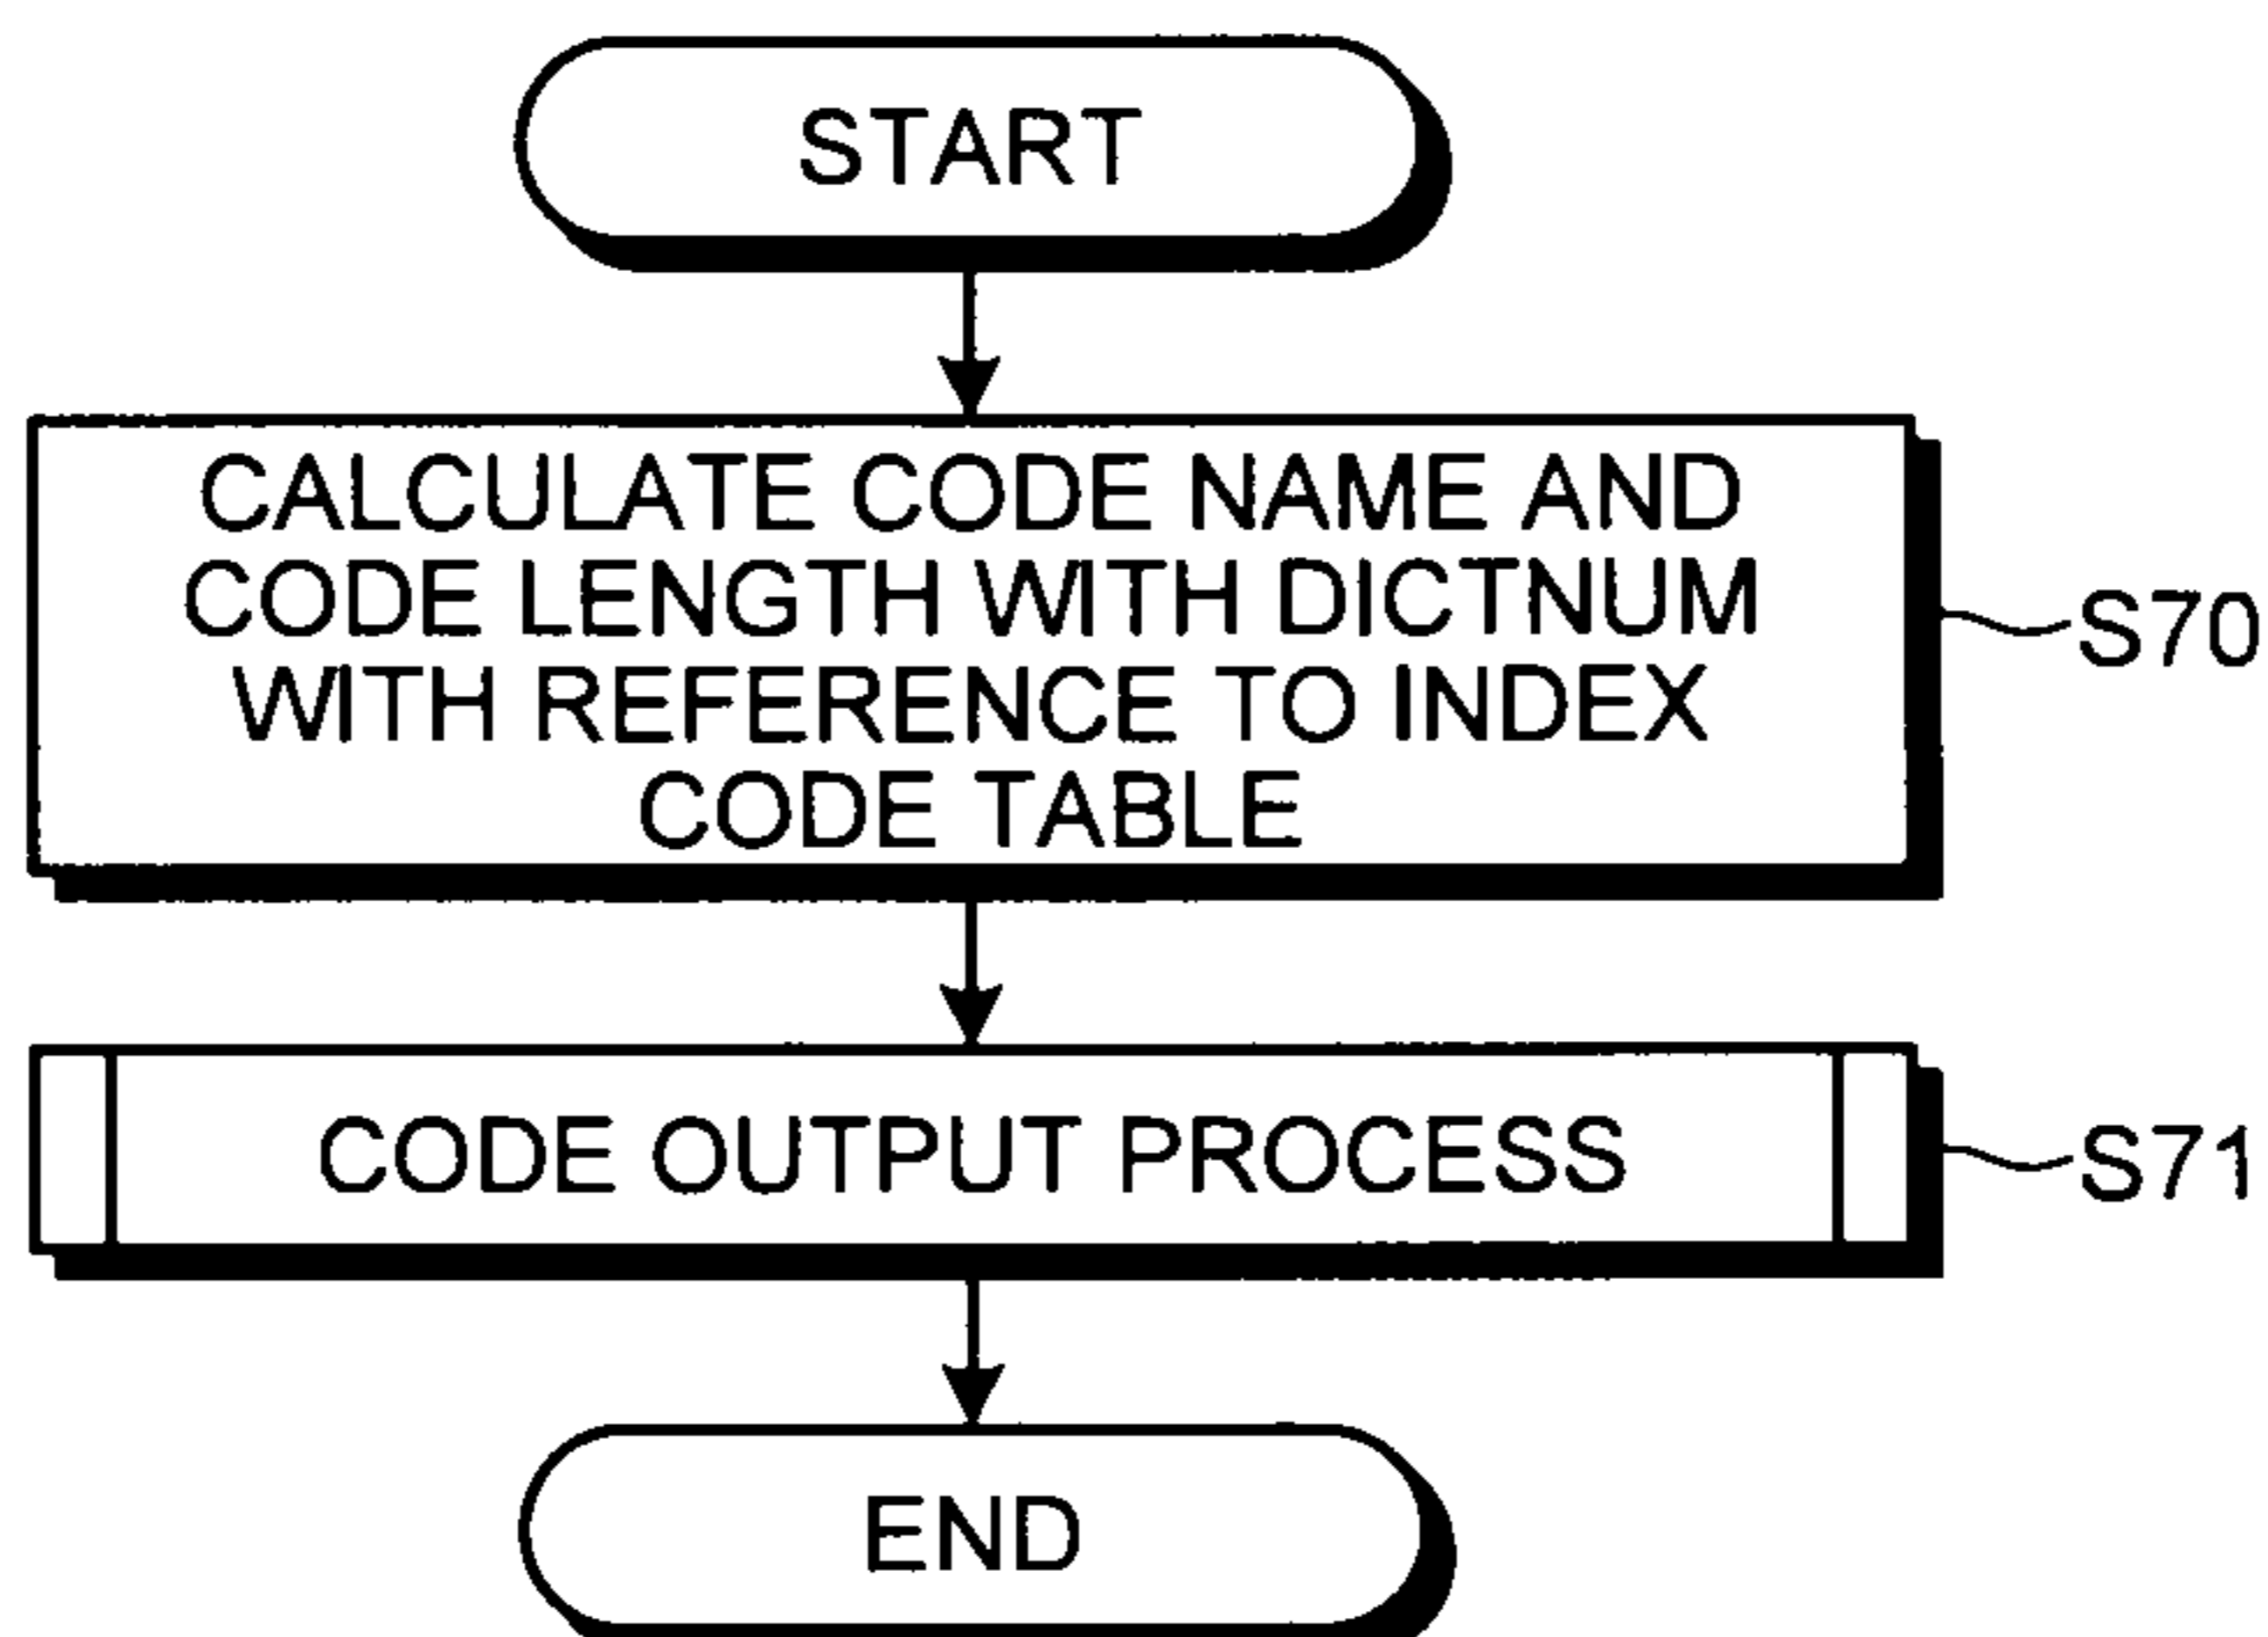 START
CALCULATE CODE NAME AND
CODE LENGTH WITH DICTNUM
WITH REFERENCE TO INDEX
CODE TABLE
S70
CODE OUTPUT PROCESS
S71
END